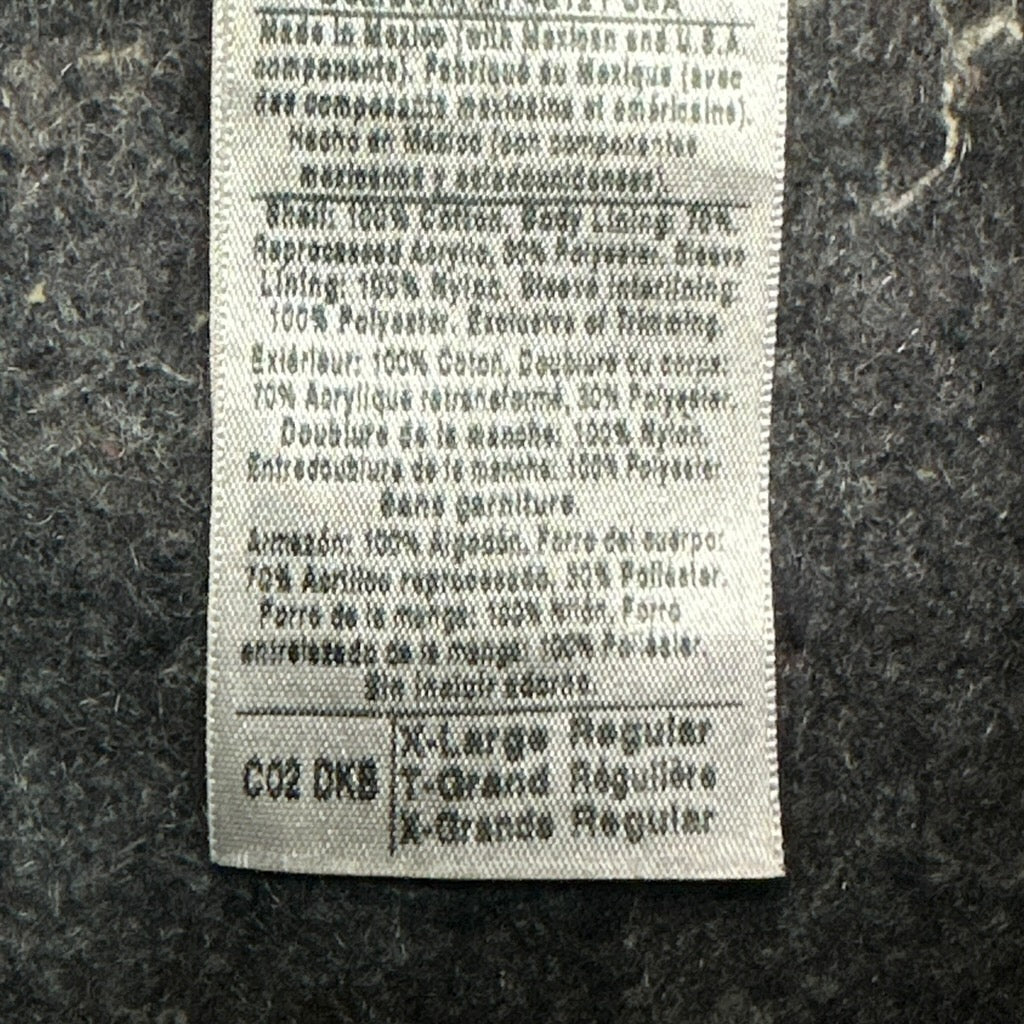 USA
Made in Mexico (with Mexican and U.S.A.
components). Fabriqué au Mexique (avec
des composants mexicains et américains).
Hecho en México (con componentes
mexicanos y estadounidenses).
Shell: 100% Cotton. Body Lining 70%
Reprocessed Acrylic, 30% Polyester. Sleeve
Lining: 100% Nylon. Sleeve Interlining
100% Polyester. Exclusive of Trimming.
Extérieur: 100% Coton. Doublure du corps:
70% Acrylique retransformé, 30% Polyester.
Doublure de la manche: 100% Nylon.
Entredoublure de la manche: 100% Polyester
Sans garniture.
Armazón: 100% Algodón. Forro del cuerpo:
70% Acrílico reprocesado, 30% Poliéster.
Forro de la manga: 100% Nilón. Forro
entrelazado de la manga: 100% Poliéster.
Sin incluir adorno.
C02 DKB
X-Large Regular
T-Grand Régulière
X-Grande Regular